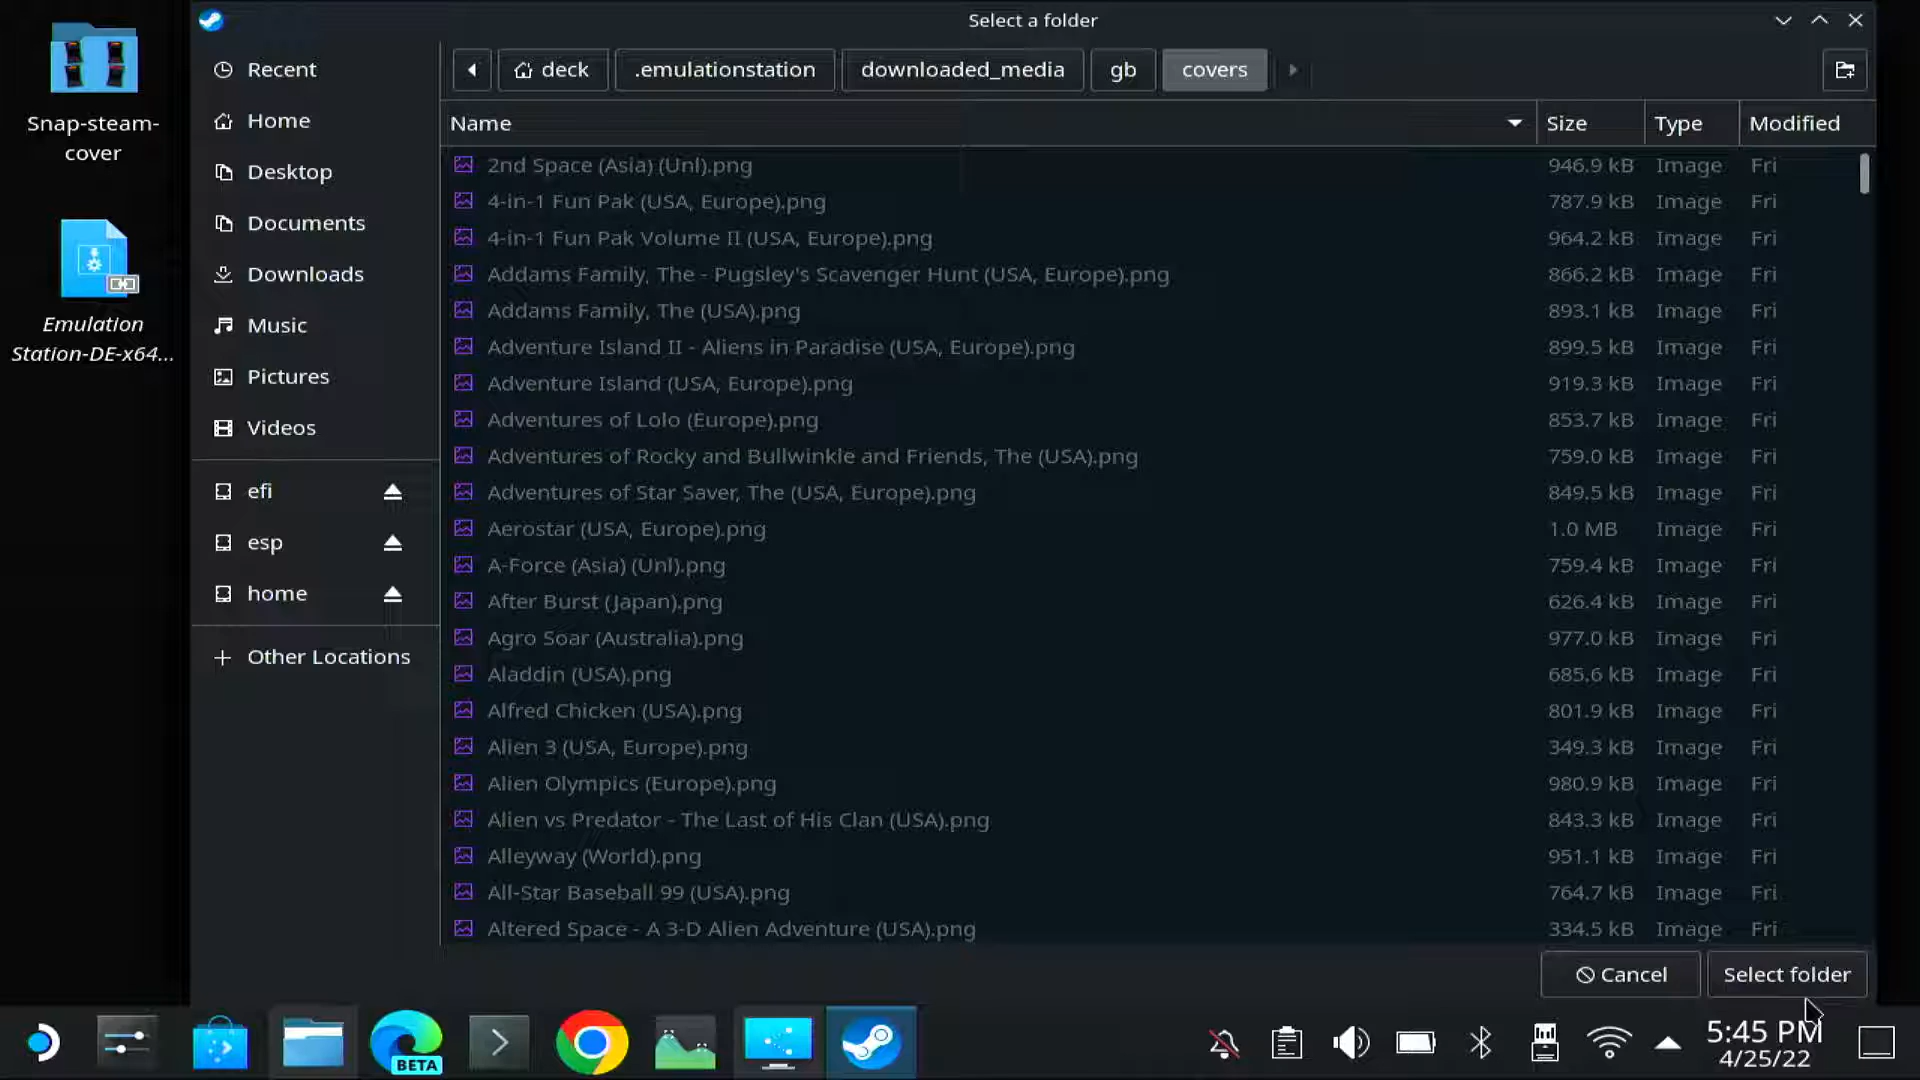 Snap-steam-
cover
Emulation
Station-DE-x64...
Select a folder
Recent
Home
Desktop
Documents
Downloads
Music
Pictures
Videos
efi
esp
home
Other Locations
deck .emulationstation downloaded_media gb covers
Name Size Type Modified
2nd Space (Asia) (Unl).png 946.9 kB Image Fri
4-in-1 Fun Pak (USA, Europe).png 787.9 kB Image Fri
4-in-1 Fun Pak Volume II (USA, Europe).png 964.2 kB Image Fri
Addams Family, The - Pugsley's Scavenger Hunt (USA, Europe).png 866.2 kB Image Fri
Addams Family, The (USA).png 893.1 kB Image Fri
Adventure Island II - Aliens in Paradise (USA, Europe).png 899.5 kB Image Fri
Adventure Island (USA, Europe).png 919.3 kB Image Fri
Adventures of Lolo (Europe).png 853.7 kB Image Fri
Adventures of Rocky and Bullwinkle and Friends, The (USA).png 759.0 kB Image Fri
Adventures of Star Saver, The (USA, Europe).png 849.5 kB Image Fri
Aerostar (USA, Europe).png 1.0 MB Image Fri
A-Force (Asia) (Unl).png 759.4 kB Image Fri
After Burst (Japan).png 626.4 kB Image Fri
Agro Soar (Australia).png 977.0 kB Image Fri
Aladdin (USA).png 685.6 kB Image Fri
Alfred Chicken (USA).png 801.9 kB Image Fri
Alien 3 (USA, Europe).png 349.3 kB Image Fri
Alien Olympics (Europe).png 980.9 kB Image Fri
Alien vs Predator - The Last of His Clan (USA).png 843.3 kB Image Fri
Alleyway (World).png 951.1 kB Image Fri
All-Star Baseball 99 (USA).png 764.7 kB Image Fri
Altered Space - A 3-D Alien Adventure (USA).png 334.5 kB Image Fri
Cancel Select folder
BETA
5:45 PM
4/25/22